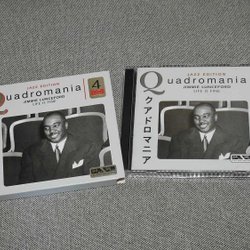 JAZZ EDITION
Quadromania
JIMMIE LUNCEFORD
LIFE IS FINE
4
JAZZ EDITION
Quadromania
JIMMIE LUNCEFORD
LIFE IS FINE
クアドロマニア